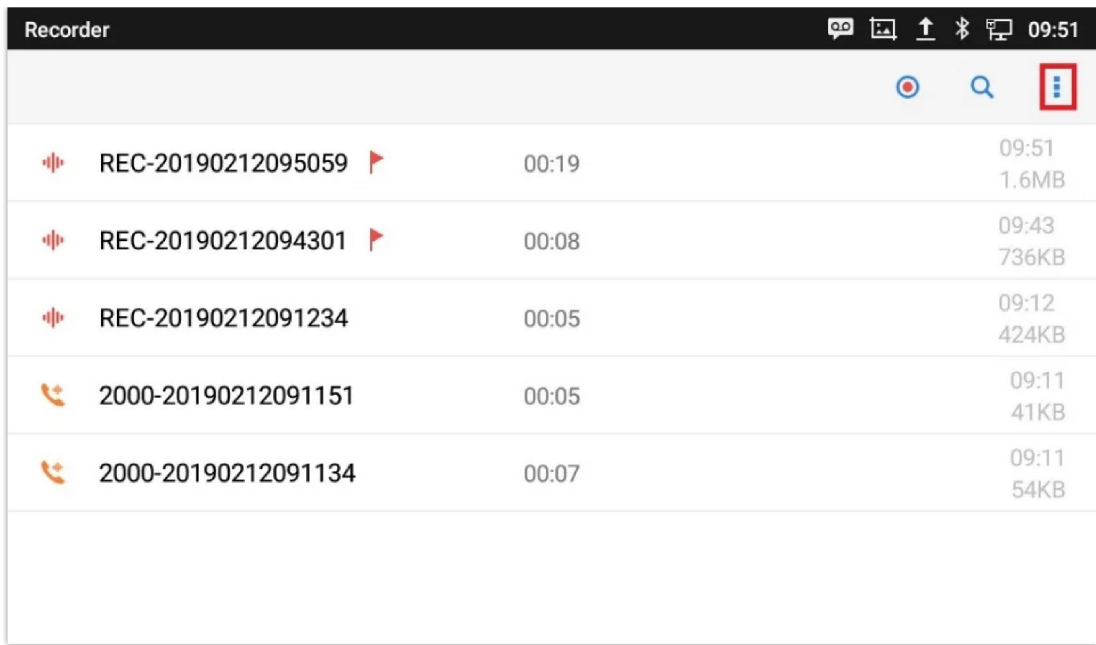 Recorder 09:51
REC-20190212095059 00:19 09:51
1.6MB
REC-20190212094301 00:08 09:43
736KB
REC-20190212091234 00:05 09:12
424KB
2000-20190212091151 00:05 09:11
41KB
2000-20190212091134 00:07 09:11
54KB